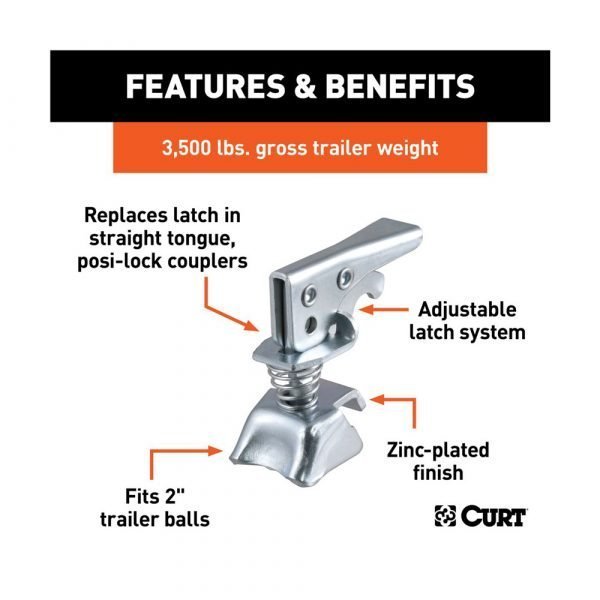 FEATURES & BENEFITS
3,500 lbs. gross trailer weight
Replaces latch in
straight tongue,
posi-lock couplers
Adjustable
latch system
Zinc-plated
finish
Fits 2"
trailer balls
CURT